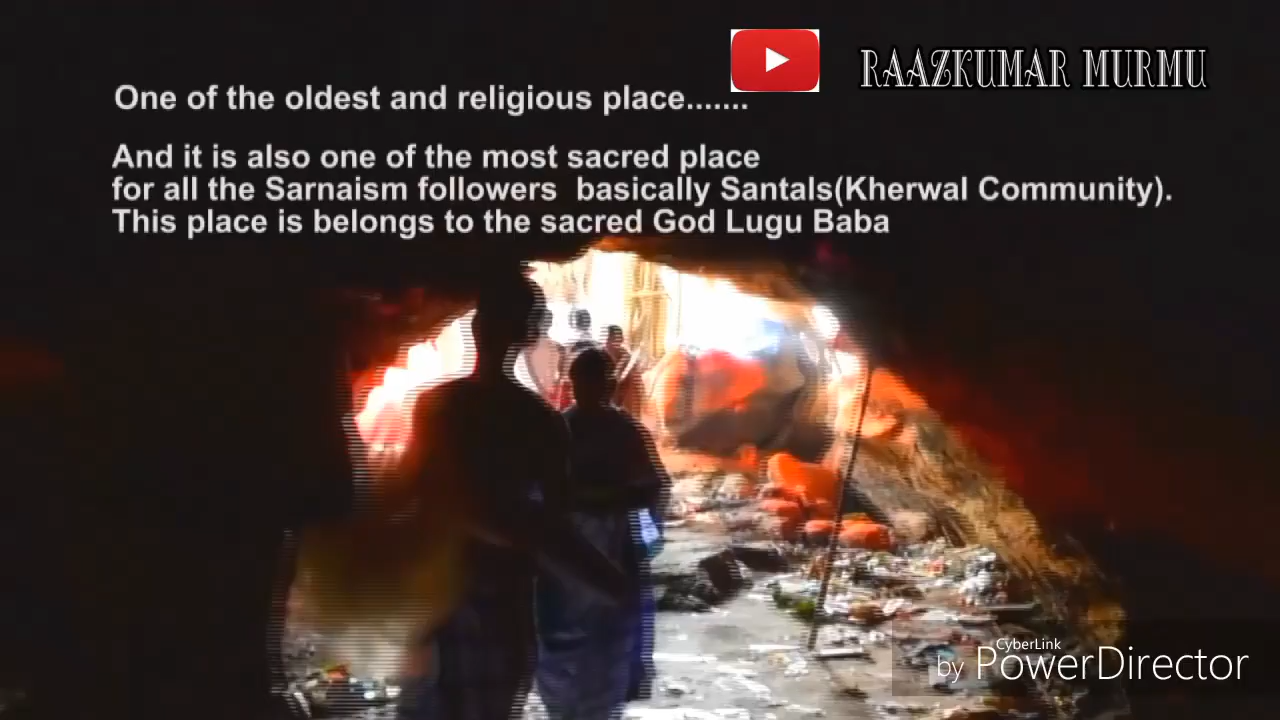 RAAZKUMAR MURMU
One of the oldest and religious place.......
And it is also one of the most sacred place
for all the Sarnaism followers  basically Santals(Kherwal Community).
This place is belongs to the sacred God Lugu Baba
CyberLink
by PowerDirector